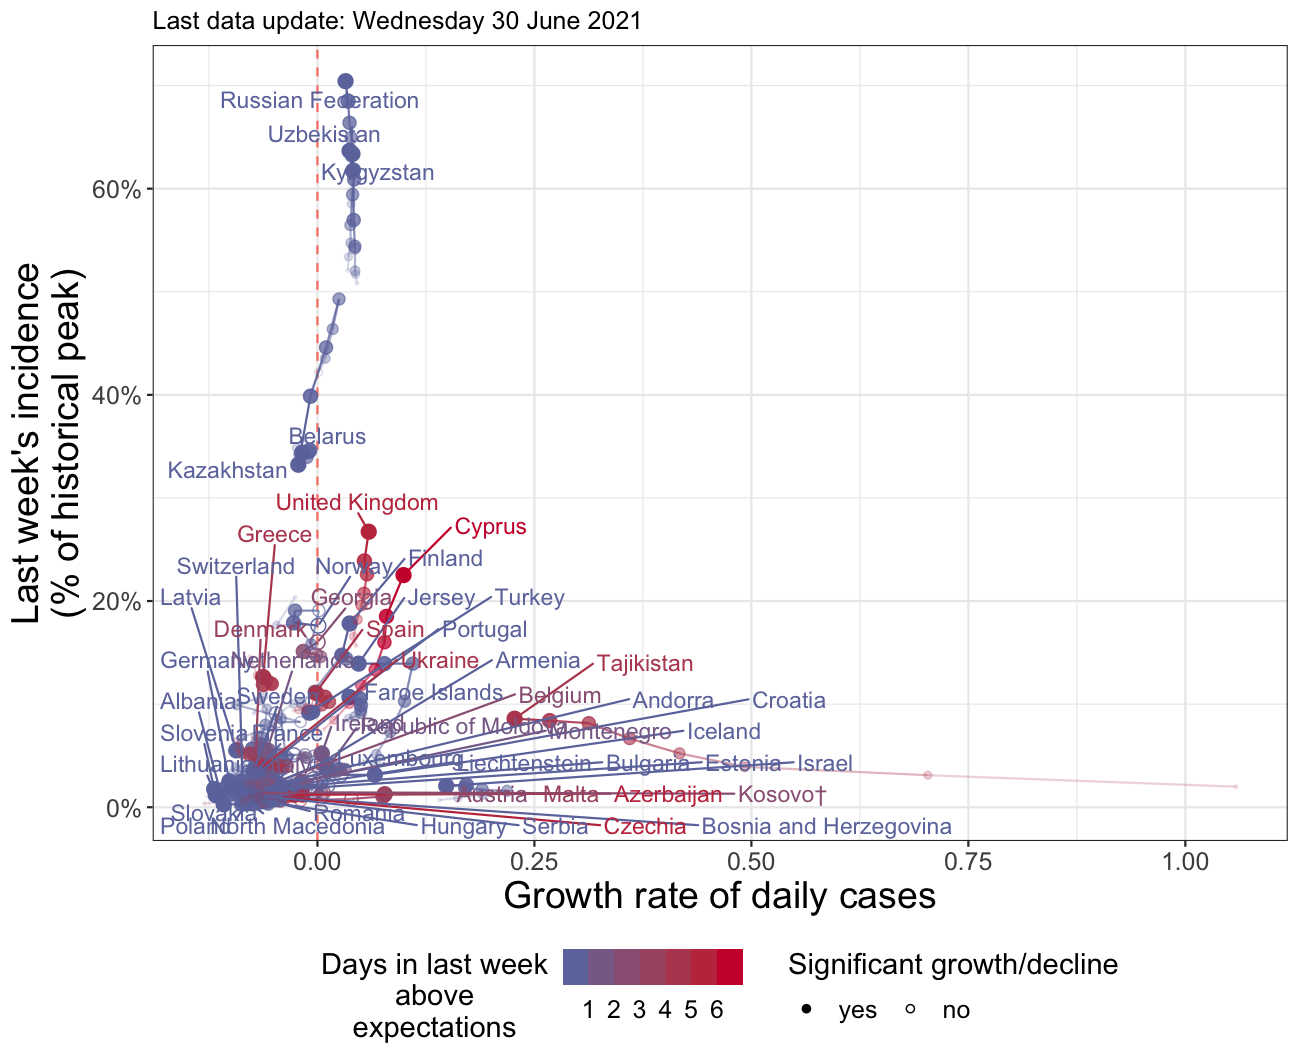 Last data update: Wednesday 30 June 2021
Last week's incidence
(% of historical peak)
60%
40%
20%
0%
Russian Federation
Uzbekistan
Kyrgyzstan
Belarus
Kazakhstan
United Kingdom
Cyprus
Greece
Finland
Switzerland
Norway
Latvia
Georgia
Jersey
Turkey
Denmark
Spain
Portugal
Germany
Netherlands
Ukraine
Armenia
Tajikistan
Albania
Sweden
Faroe Islands
Belgium
Andorra
Croatia
Slovenia
France
Ireland
Republic of Moldova
Montenegro
Iceland
Lithuania
Italy
Luxembourg
Liechtenstein
Bulgaria
Estonia
Israel
Austria
Malta
Azerbaijan
Kosovo†
Slovakia
Romania
Poland
North Macedonia
Hungary
Serbia
Czechia
Bosnia and Herzegovina
0.00
0.25
0.50
0.75
1.00
Growth rate of daily cases
Days in last week
above
expectations
1 2 3 4 5 6
Significant growth/decline
yes
no